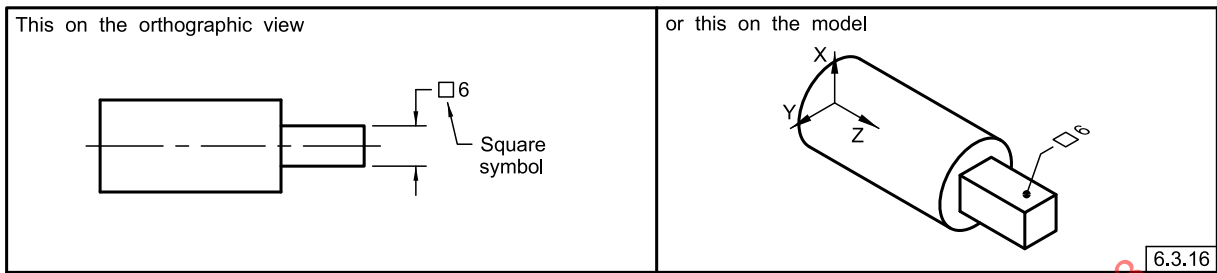 This on the orthographic view
□6
Square
symbol
or this on the model
X
Y
Z
□6
6.3.16